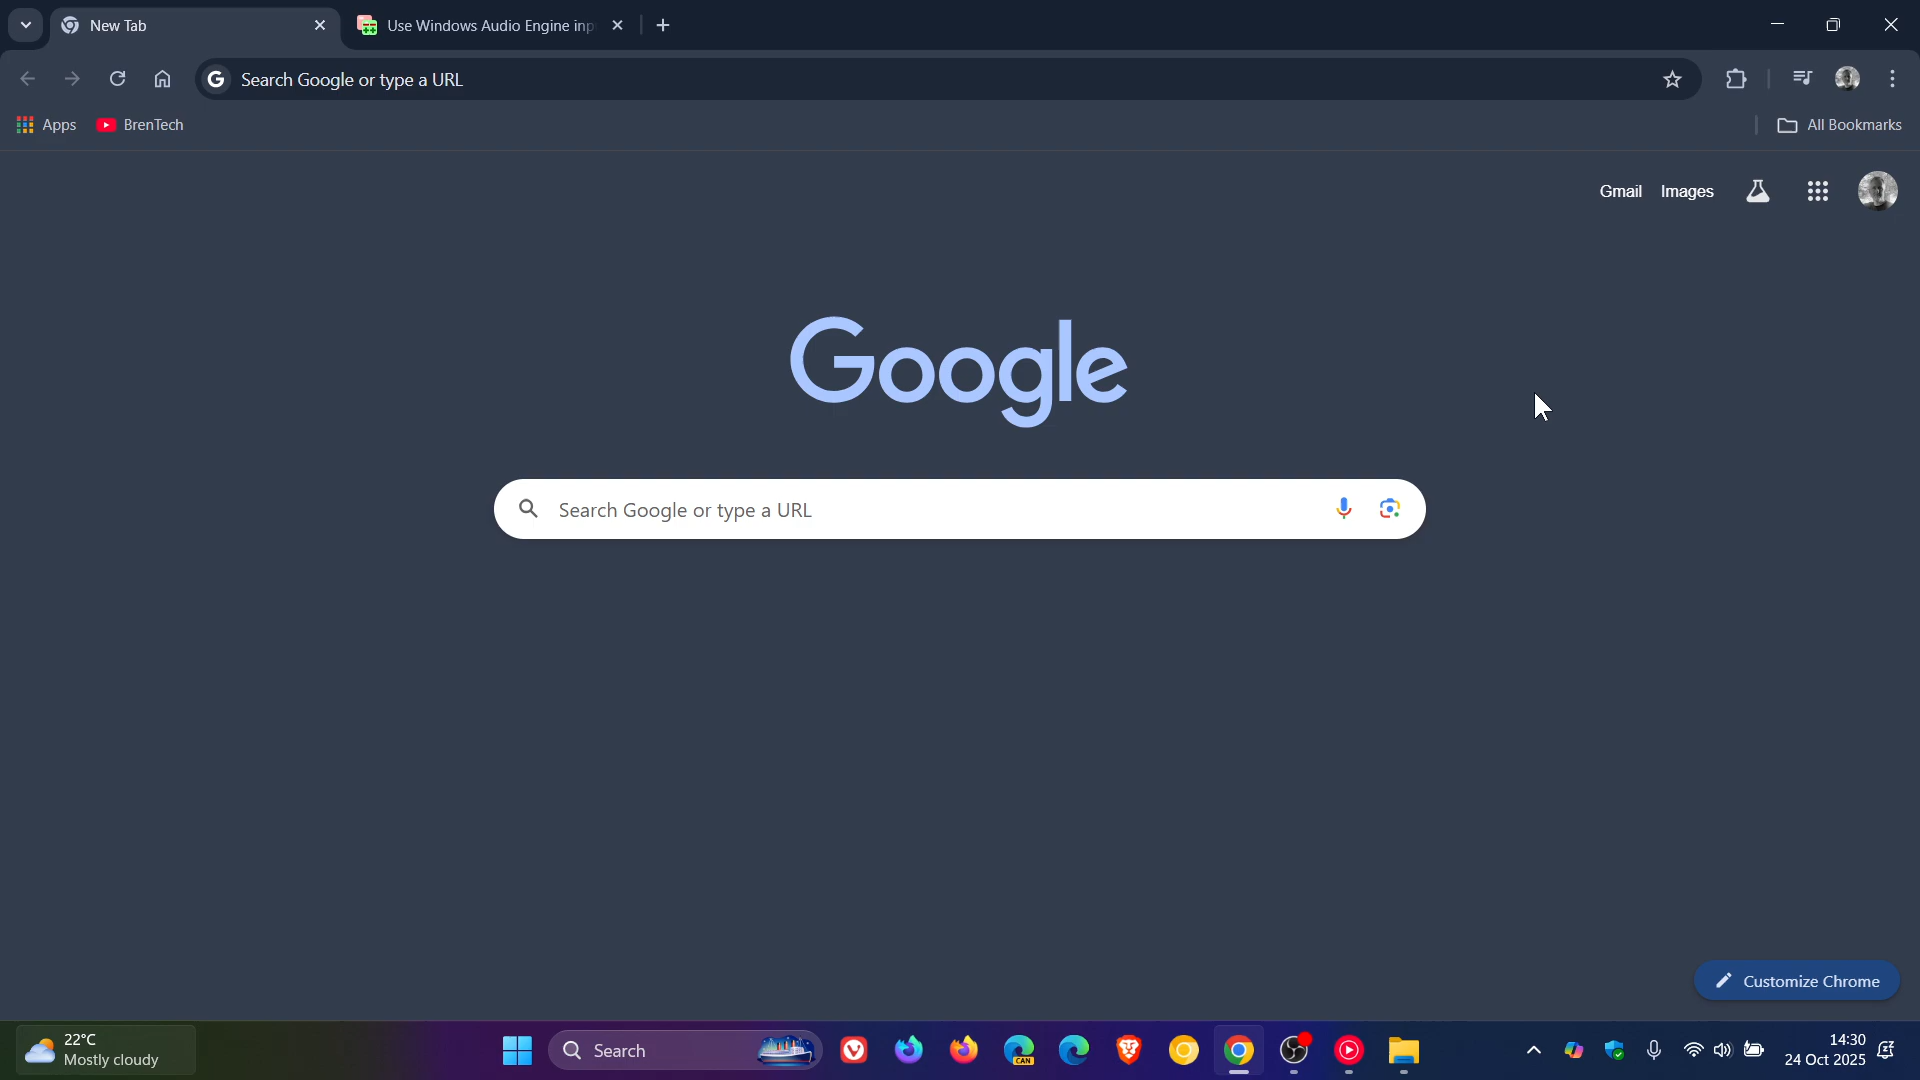 New Tab
Use Windows Audio Engine inp
Search Google or type a URL
Apps
BrenTech
All Bookmarks
Gmail
Images
Google
Search Google or type a URL
Customize Chrome
22°C
Mostly cloudy
Search
CAN
14:30
24 Oct 2025